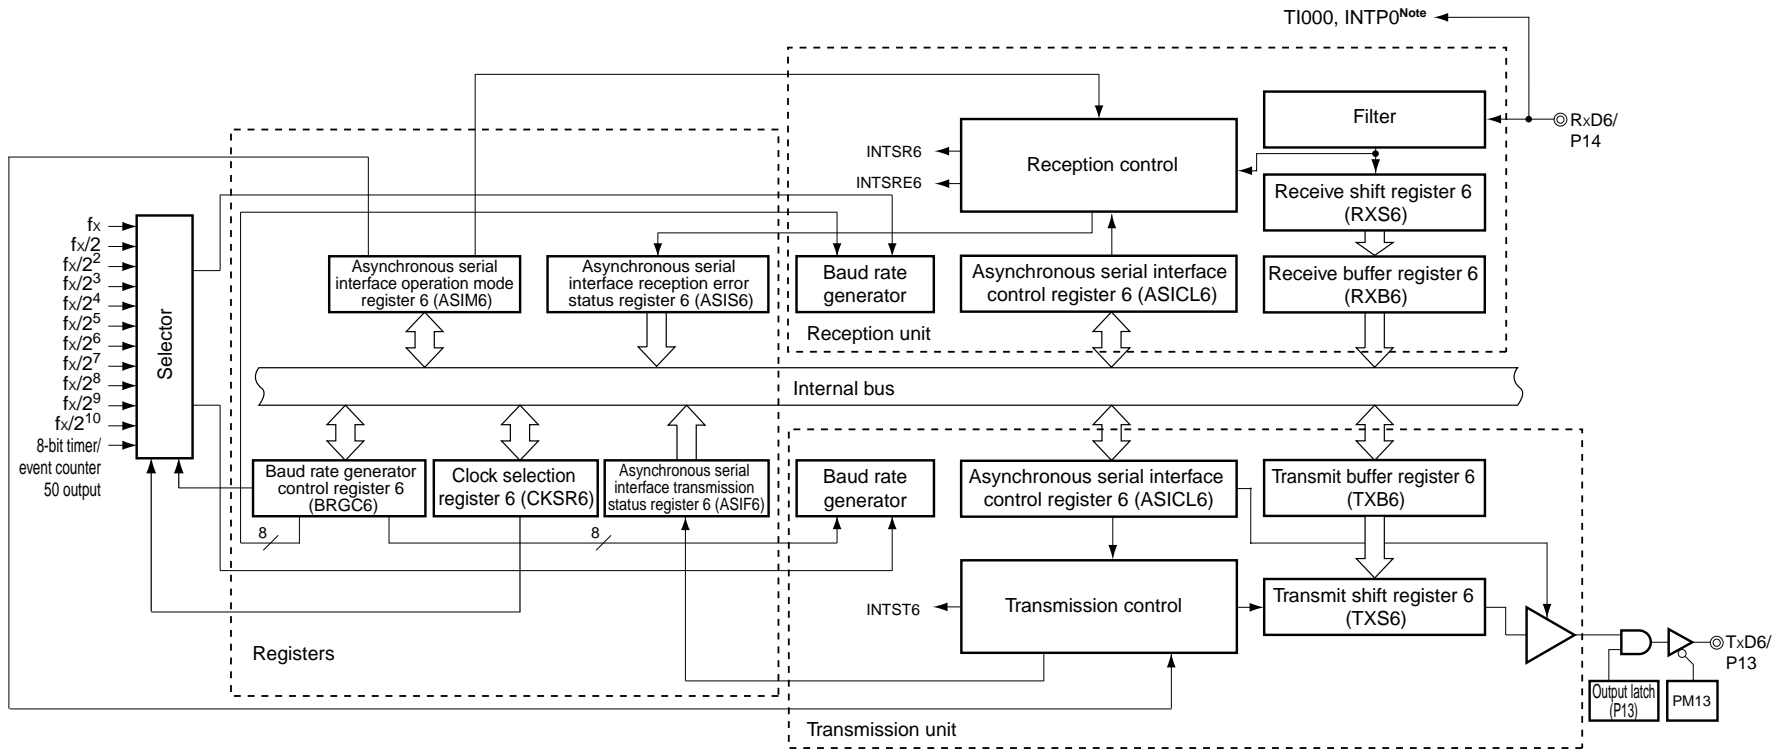 TI000, INTP0Note
Filter
RxD6/
P14
Reception control
INTSR6
INTSRE6
Receive shift register 6
(RXS6)
fX
fX/2
fX/2²
fX/2³
fX/2⁴
fX/2⁵
fX/2⁶
fX/2⁷
fX/2⁸
fX/2⁹
fX/2¹⁰
8-bit timer/
event counter
50 output
Selector
Asynchronous serial
interface operation mode
register 6 (ASIM6)
Asynchronous serial
interface reception error
status register 6 (ASIS6)
Baud rate
generator
Asynchronous serial interface
control register 6 (ASICL6)
Receive buffer register 6
(RXB6)
Reception unit
Internal bus
Baud rate generator
control register 6
(BRGC6)
Clock selection
register 6 (CKSR6)
Asynchronous serial
interface transmission
status register 6 (ASIF6)
Baud rate
generator
Asynchronous serial interface
control register 6 (ASICL6)
Transmit buffer register 6
(TXB6)
8
8
INTST6
Transmission control
Transmit shift register 6
(TXS6)
Registers
TxD6/
P13
Output latch
(P13)
PM13
Transmission unit